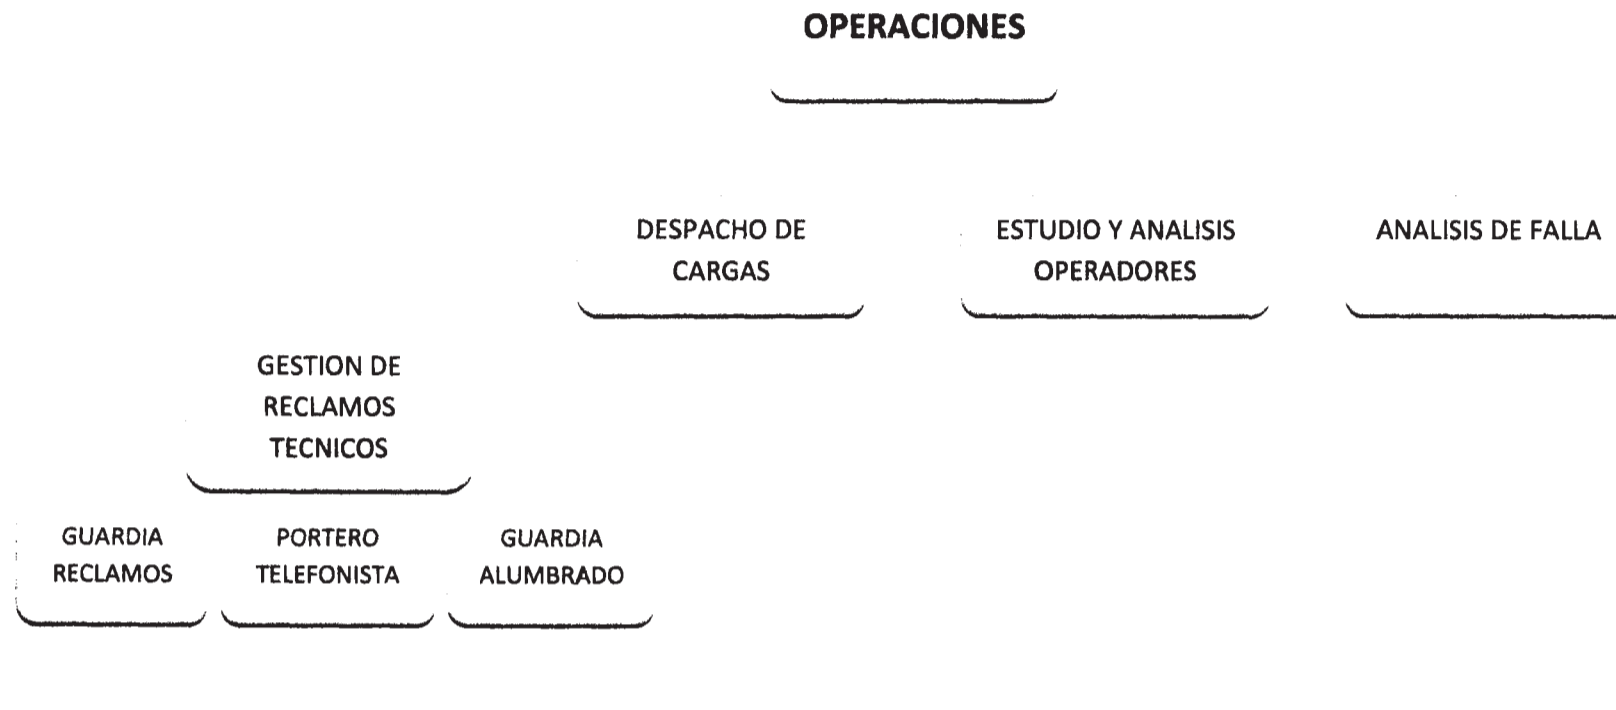 OPERACIONES
DESPACHO DE
CARGAS
ESTUDIO Y ANALISIS
OPERADORES
ANALISIS DE FALLA
GESTION DE
RECLAMOS
TECNICOS
GUARDIA
RECLAMOS
PORTERO
TELEFONISTA
GUARDIA
ALUMBRADO